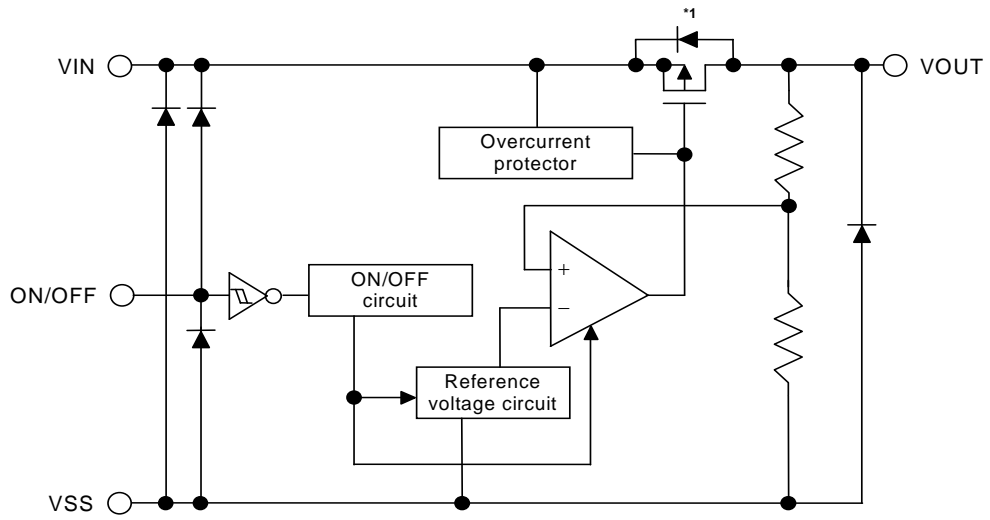 *1
VIN
VOUT
Overcurrent
protector
+
−
ON/OFF
ON/OFF
circuit
Reference
voltage circuit
VSS